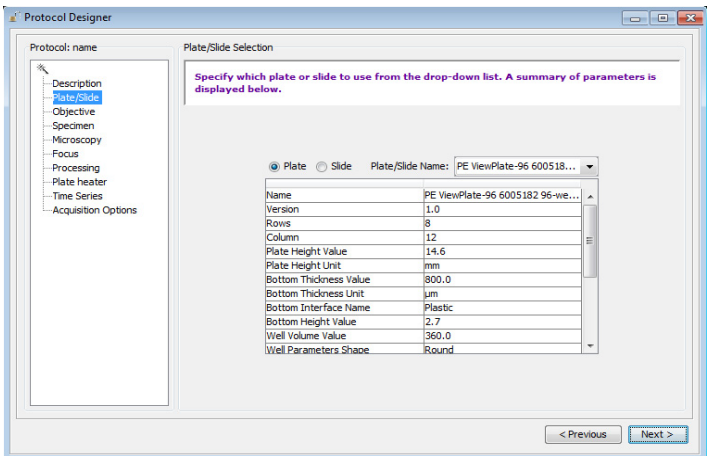 Protocol Designer
Protocol: name
Description
Plate/Slide
Objective
Specimen
Microscopy
Focus
Processing
Plate heater
Time Series
Acquisition Options
Plate/Slide Selection
Specify which plate or slide to use from the drop-down list. A summary of parameters is
displayed below.
Plate Slide Plate/Slide Name: PE ViewPlate-96 600518...
Name PE ViewPlate-96 6005182 96-we...
Version 1.0
Rows 8
Column 12
Plate Height Value 14.6
Plate Height Unit mm
Bottom Thickness Value 800.0
Bottom Thickness Unit µm
Bottom Interface Name Plastic
Bottom Height Value 2.7
Well Volume Value 360.0
Well Parameters Shape Round
< Previous Next >